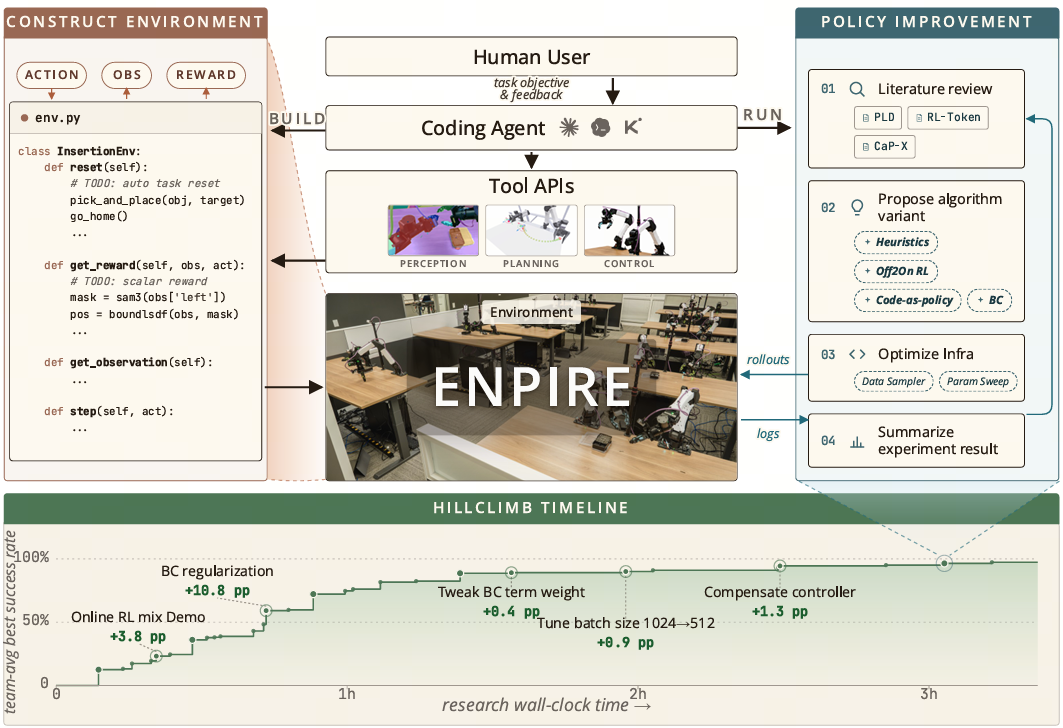 CONSTRUCT ENVIRONMENT
ACTION
OBS
REWARD
env.py
class InsertionEnv:
def reset(self):
# TODO: auto task reset
pick_and_place(obj, target)
go_home()
...
def get_reward(self, obs, act):
# TODO: scalar reward
mask = sam3(obs['left'])
pos = boundlsdf(obs, mask)
...
def get_observation(self):
...
def step(self, act):
...
Human User
task objective
& feedback
BUILD
Coding Agent
RUN
Tool APIs
PERCEPTION
PLANNING
CONTROL
Environment
ENPIRE
rollouts
logs
POLICY IMPROVEMENT
01 Literature review
PLD
RL-Token
CaP-X
02 Propose algorithm
variant
+ Heuristics
+ Off2On RL
+ Code-as-policy
+ BC
03 Optimize Infra
Data Sampler
Param Sweep
04 Summarize
experiment result
HILLCLIMB TIMELINE
team-avg best success rate
100%
50%
0
BC regularization
+10.8 pp
Online RL mix Demo
+3.8 pp
Tweak BC term weight
+0.4 pp
Tune batch size 1024→512
+0.9 pp
Compensate controller
+1.3 pp
0
1h
2h
3h
research wall-clock time →